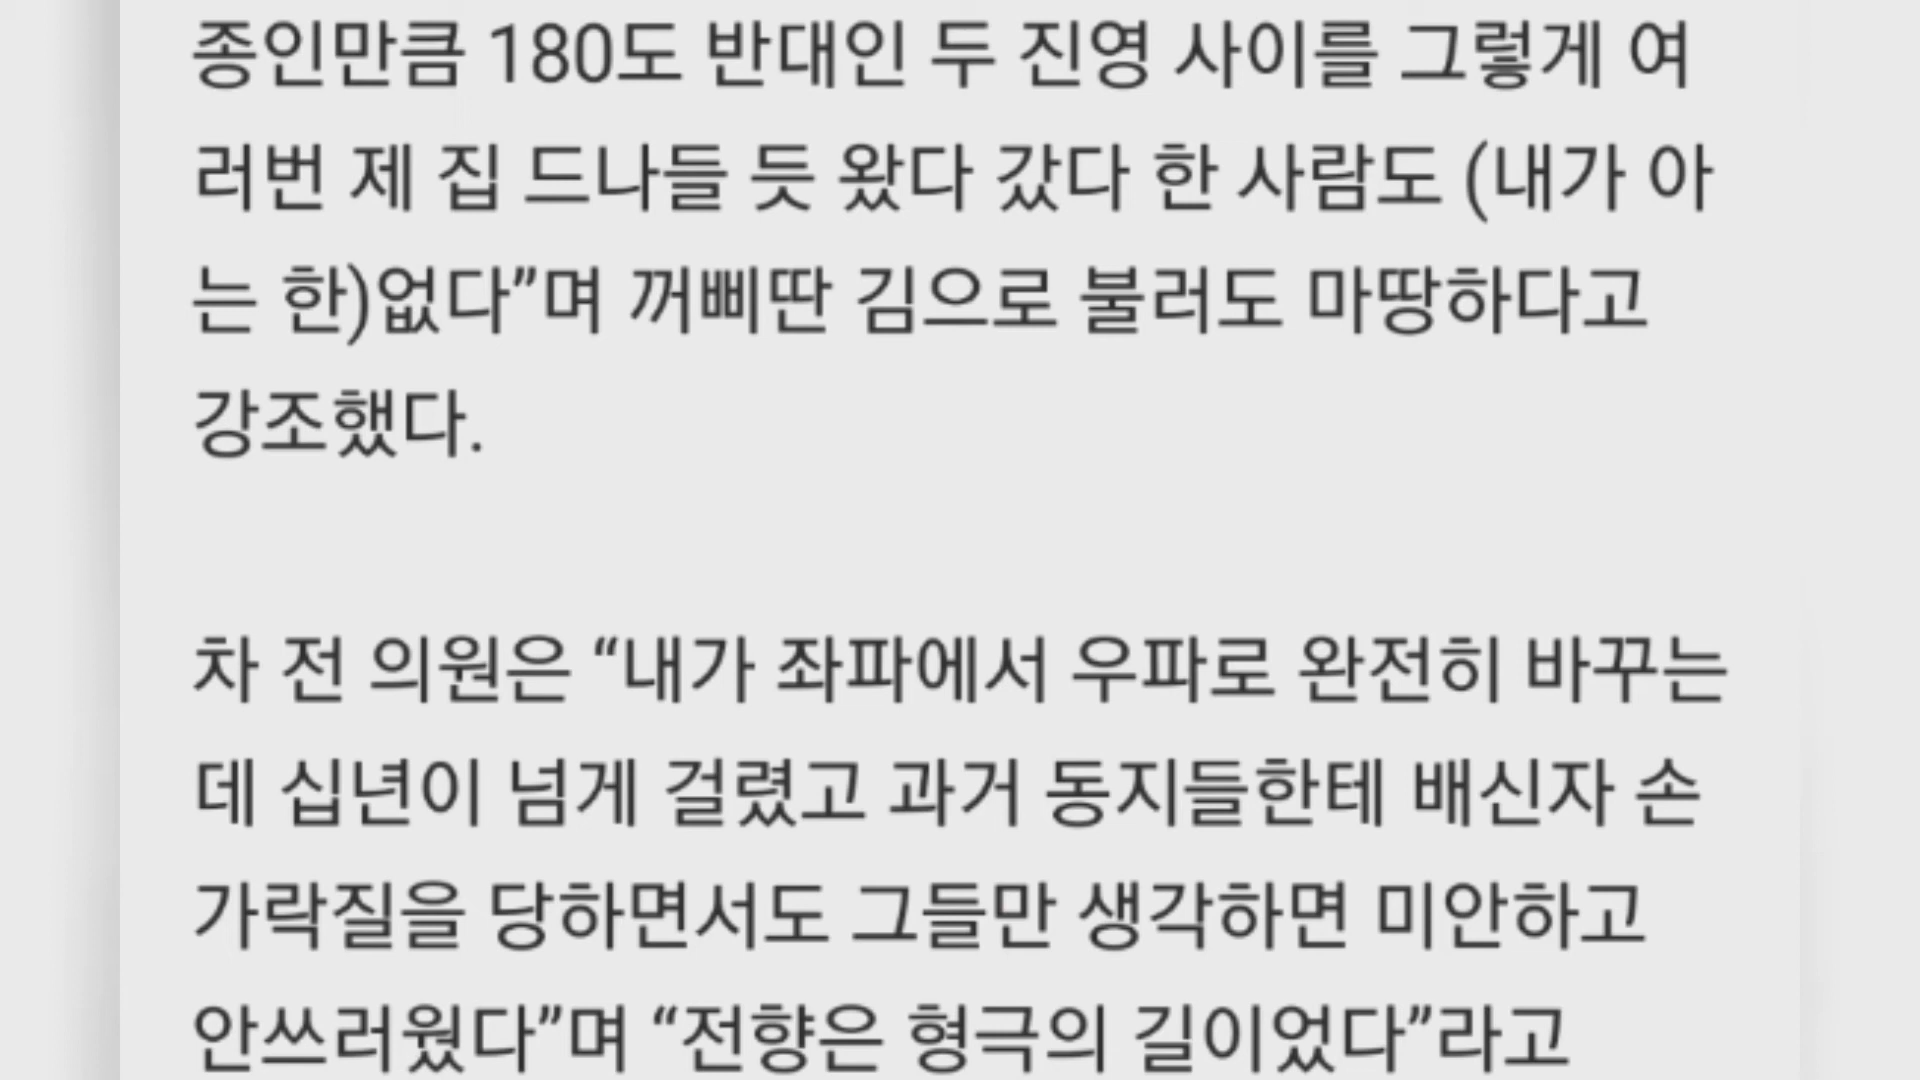 종인만큼 180도 반대인 두 진영 사이를 그렇게 여
러번 제 집 드나들 듯 왔다 갔다 한 사람도 (내가 아
는 한)없다”며 꺼삐딴 김으로 불러도 마땅하다고
강조했다.
차 전 의원은 “내가 좌파에서 우파로 완전히 바꾸는
데 십년이 넘게 걸렸고 과거 동지들한테 배신자 손
가락질을 당하면서도 그들만 생각하면 미안하고
안쓰러웠다”며 “전향은 형극의 길이었다”라고